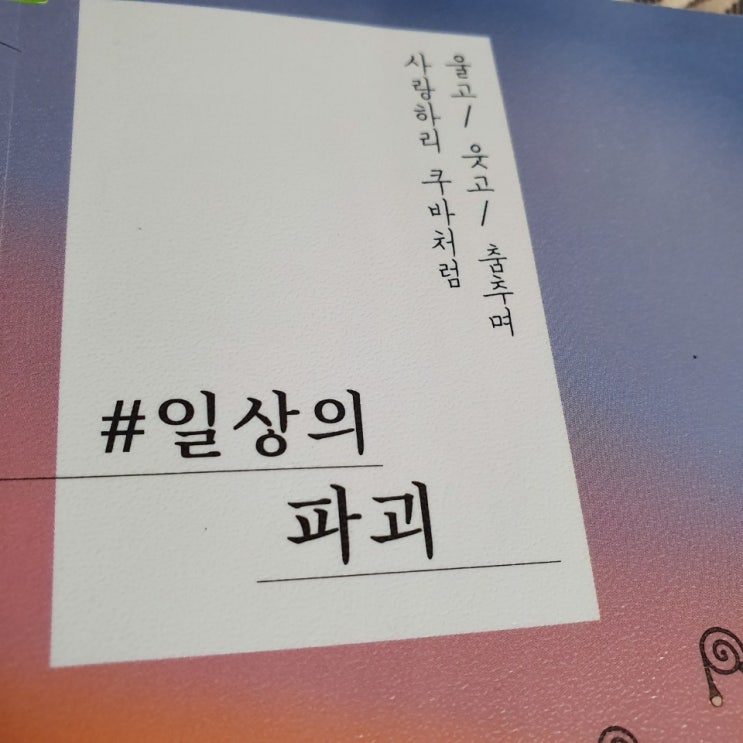 울고/ 웃고/ 춤추며
사랑하리 쿠바처럼
#일상의
파괴